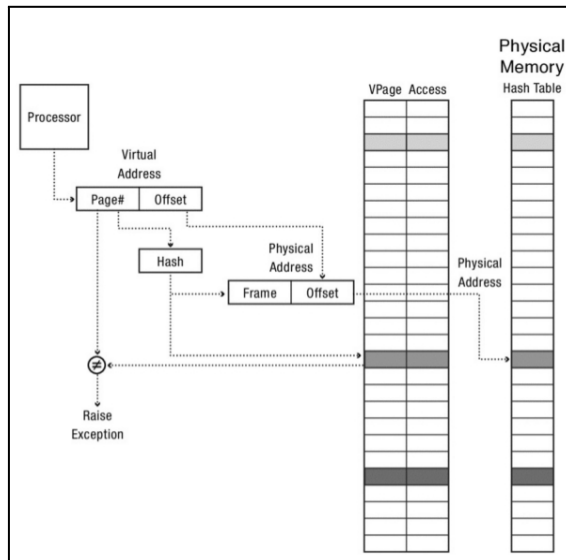 Physical
Memory
VPage Access
Hash Table
Processor
Virtual
Address
Page#
Offset
Hash
Physical
Address
Physical
Address
Frame
Offset
≠
Raise
Exception